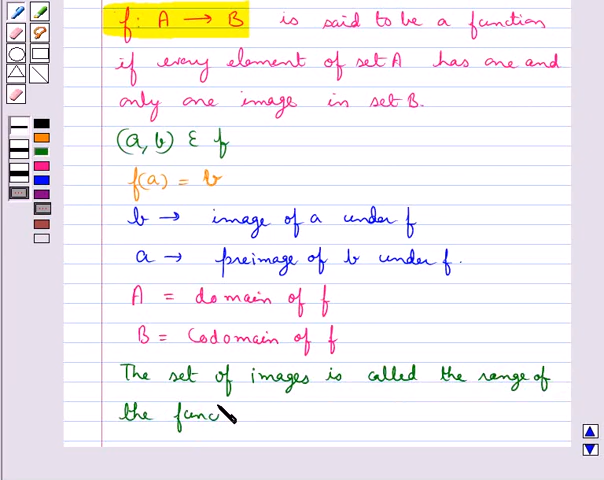 f: A → B is said to be a function
if every element of set A has one and
only one image in set B.
(a, b) ε f
f(a) = b
b → image of a under f
a → preimage of b under f.
A = domain of f
B = Codomain of f
The set of images is called the range of
the func